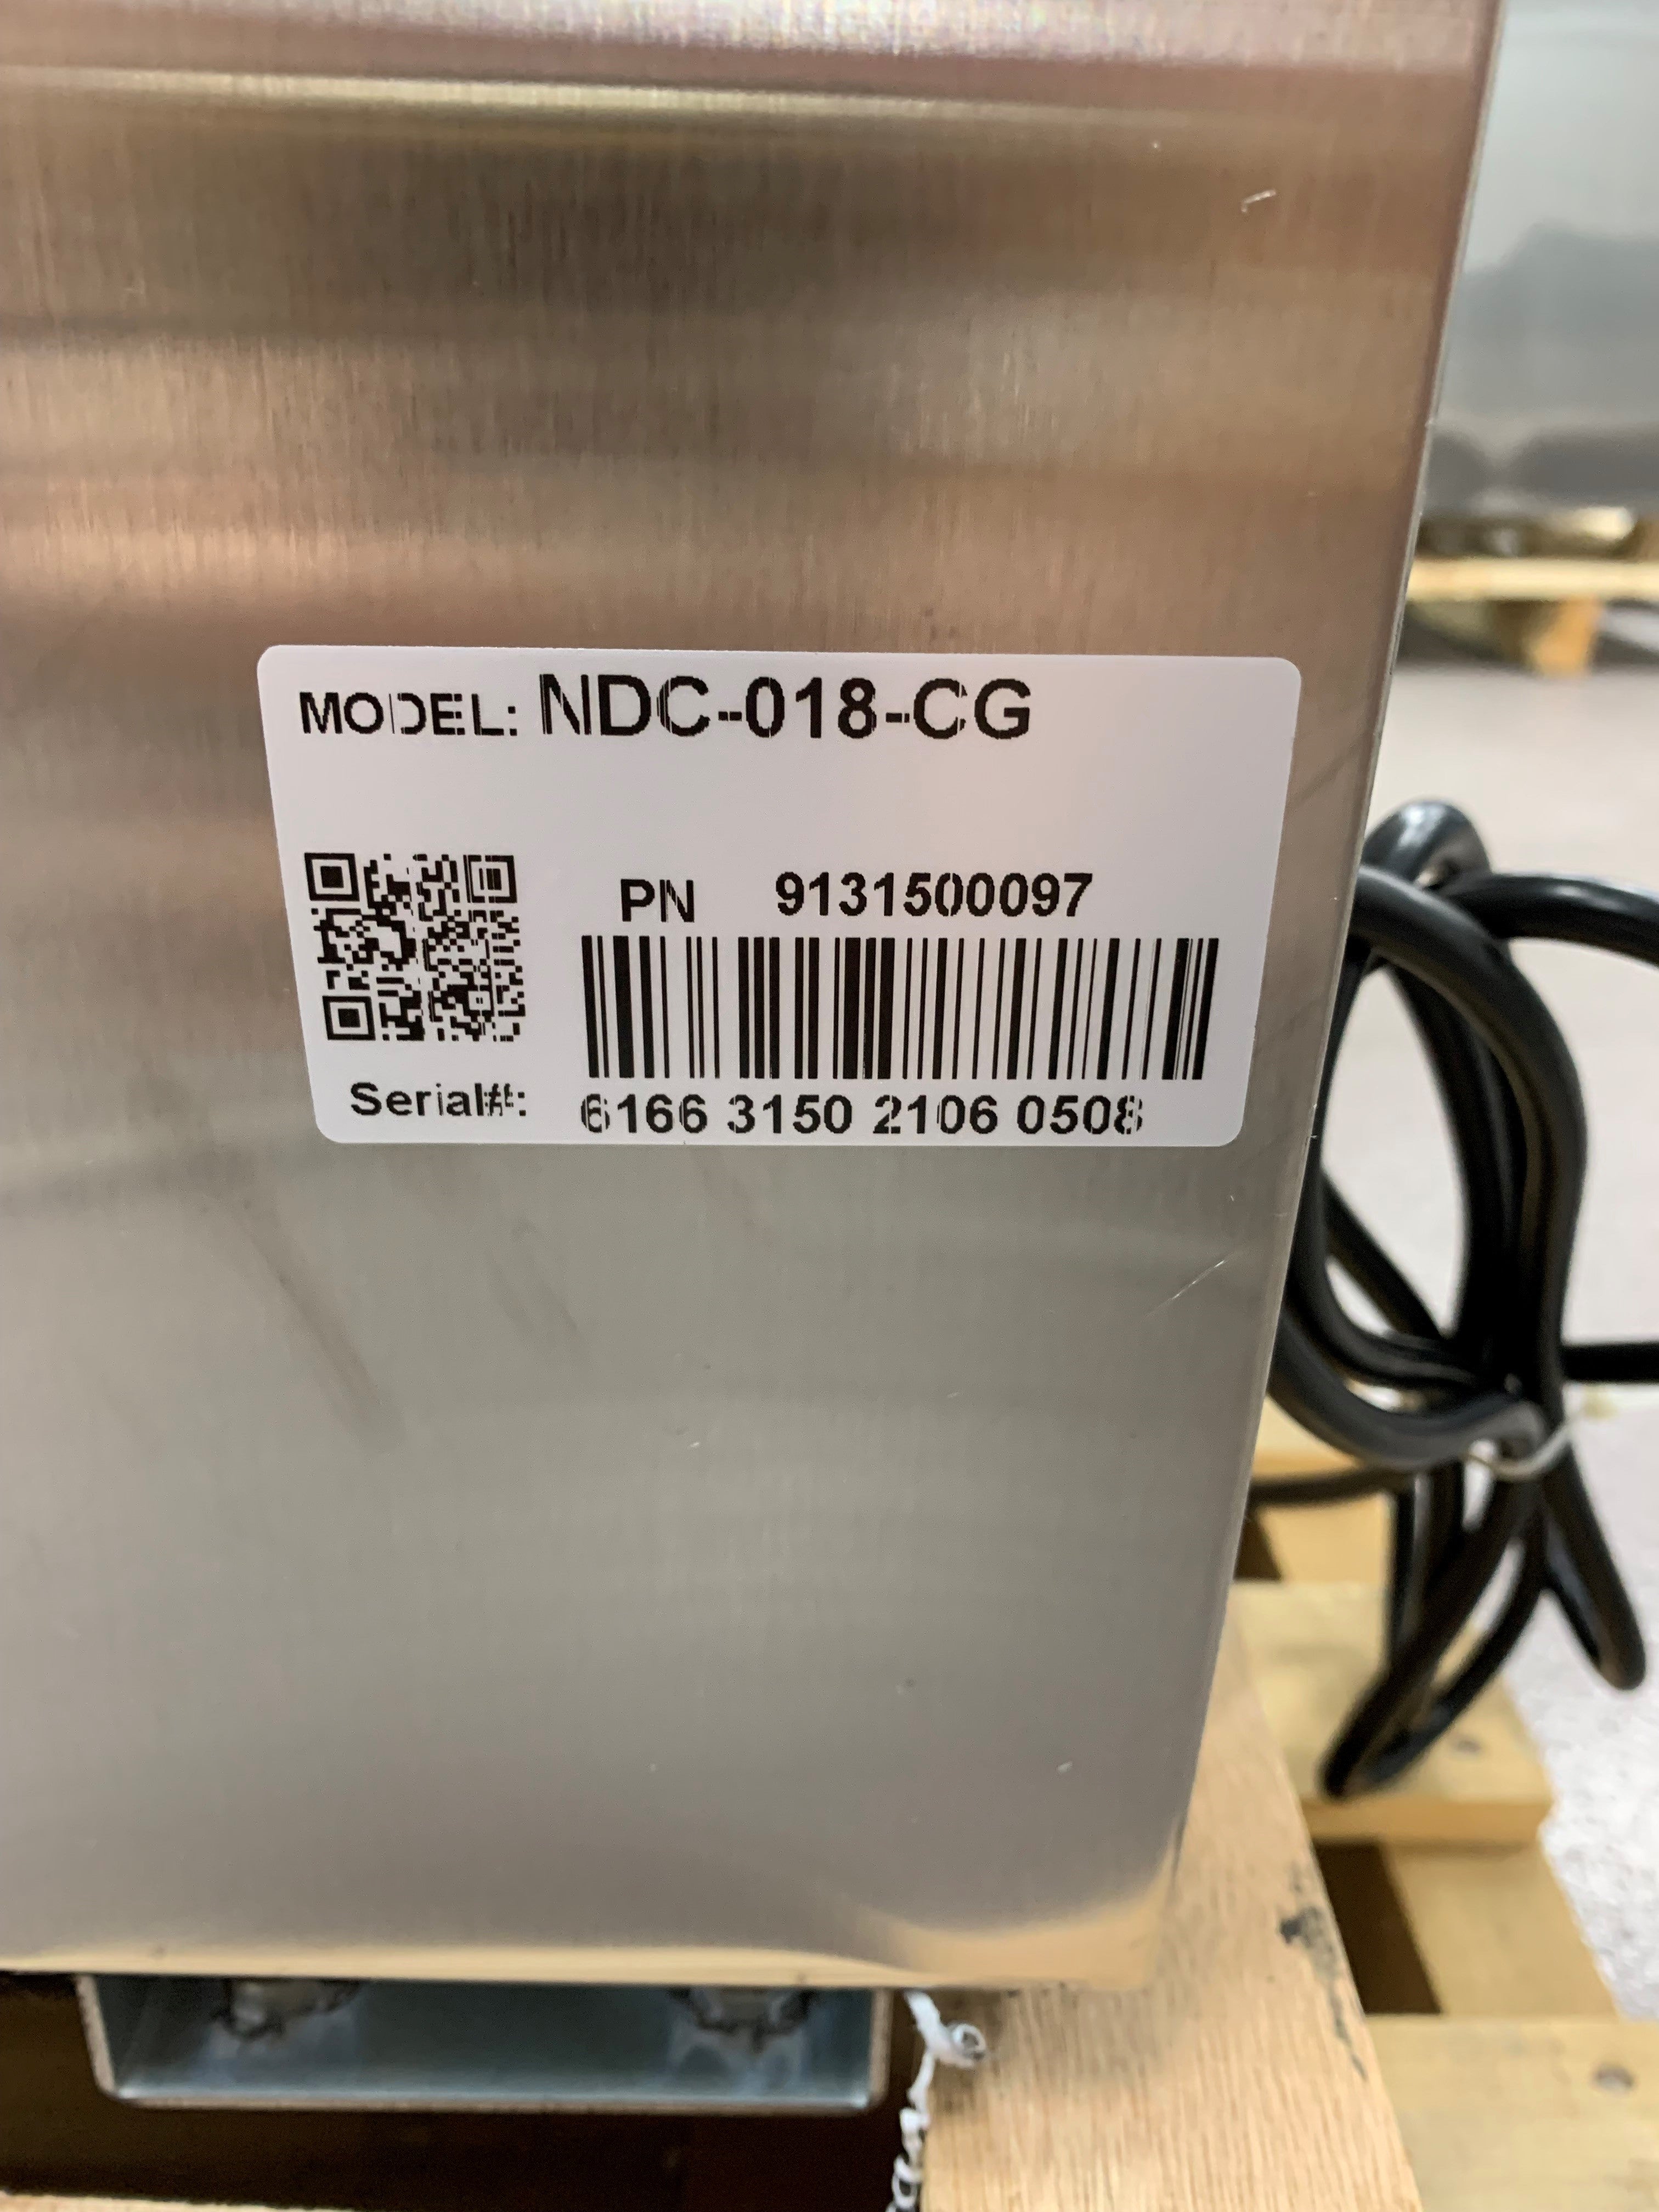 MODEL: NDC-018-CG
PN 9131500097
Serial#: 6166 3150 2106 0508